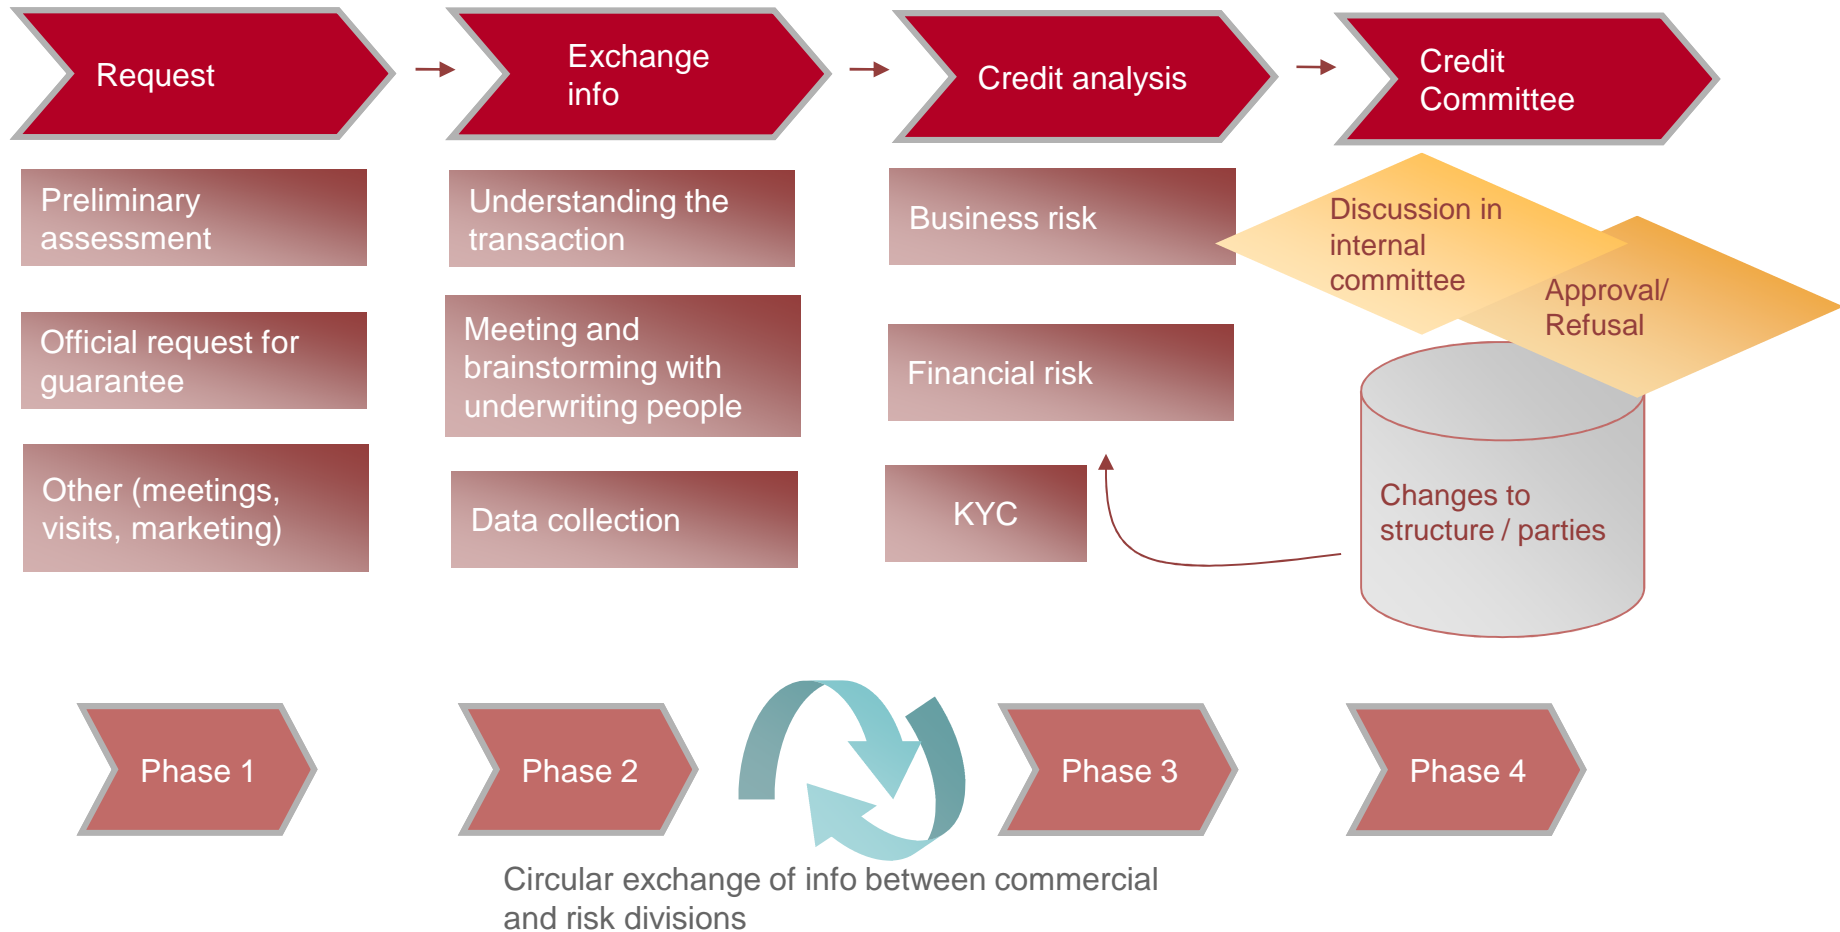 Request
Exchange
info
Credit analysis
Credit
Committee
Preliminary
assessment
Understanding the
transaction
Business risk
Discussion in
internal
committee
Approval/
Refusal
Official request for
guarantee
Meeting and
brainstorming with
underwriting people
Financial risk
Other (meetings,
visits, marketing)
Data collection
KYC
Changes to
structure / parties
Phase 1
Phase 2
Phase 3
Phase 4
Circular exchange of info between commercial
and risk divisions